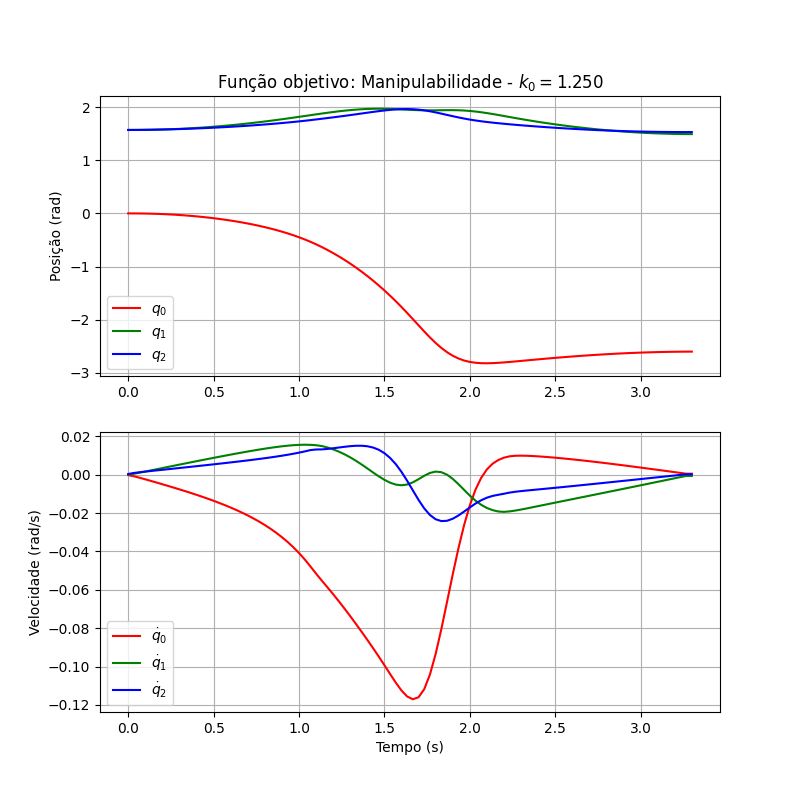 Função objetivo: Manipulabilidade - $k_0 = 1.250$
Posição (rad)
2
1
0
−1
−2
−3
q₀
q₁
q₂
0.0 0.5 1.0 1.5 2.0 2.5 3.0
Velocidade (rad/s)
0.02
0.00
−0.02
−0.04
−0.06
−0.08
−0.10
−0.12
q̇₀
q̇₁
q̇₂
0.0 0.5 1.0 1.5 2.0 2.5 3.0
Tempo (s)